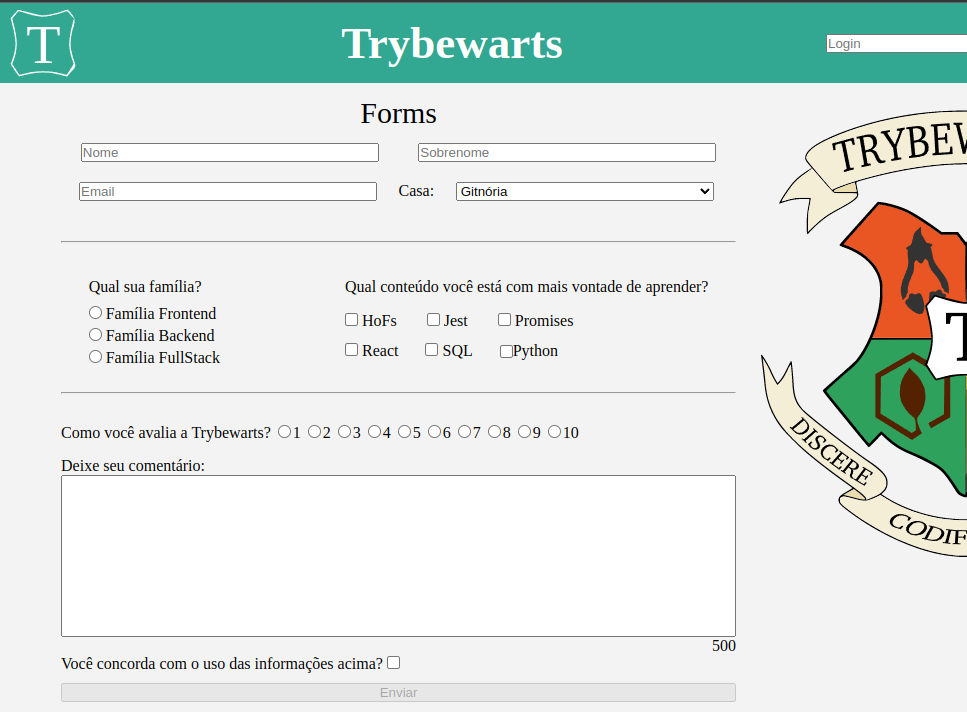 T
Trybewarts
Login
Forms
Nome Sobrenome
Email Casa: Gitnória
Qual sua família? Qual conteúdo você está com mais vontade de aprender?
Família Frontend HoFs Jest Promises
Família Backend
Família FullStack React SQL Python
Como você avalia a Trybewarts? 1 2 3 4 5 6 7 8 9 10
Deixe seu comentário:
500
Você concorda com o uso das informações acima?
Enviar
TRYBEW
T
DISCERE
CODIF